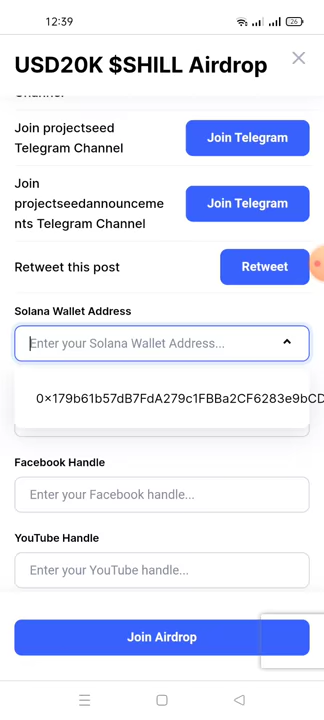 12:39
26
USD20K $SHILL Airdrop
Channel
Join projectseed
Telegram Channel
Join Telegram
Join
projectseedannounceme
nts Telegram Channel
Join Telegram
Retweet this post
Retweet
Solana Wallet Address
Enter your Solana Wallet Address...
0x179b61b57dB7FdA279c1FBBa2CF6283e9bCD
Facebook Handle
Enter your Facebook handle...
YouTube Handle
Enter your YouTube handle...
Join Airdrop